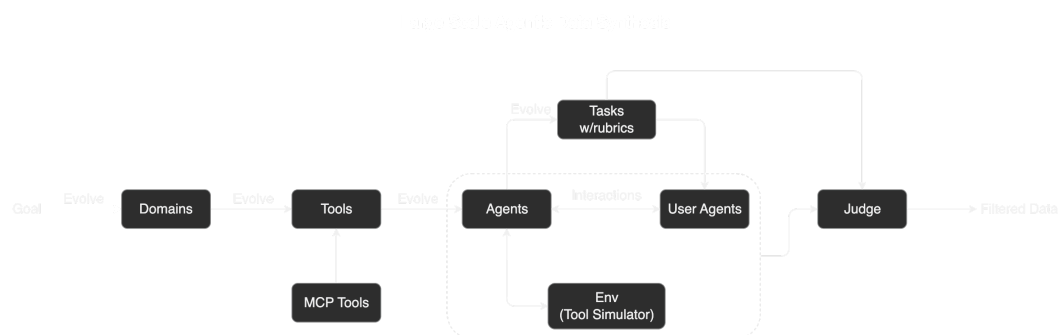 Evolve
Tasks
w/rubrics
Goal
Evolve
Domains
Evolve
Tools
Evolve
Agents
Interactions
User Agents
Judge
Filtered Data
MCP Tools
Env
(Tool Simulator)